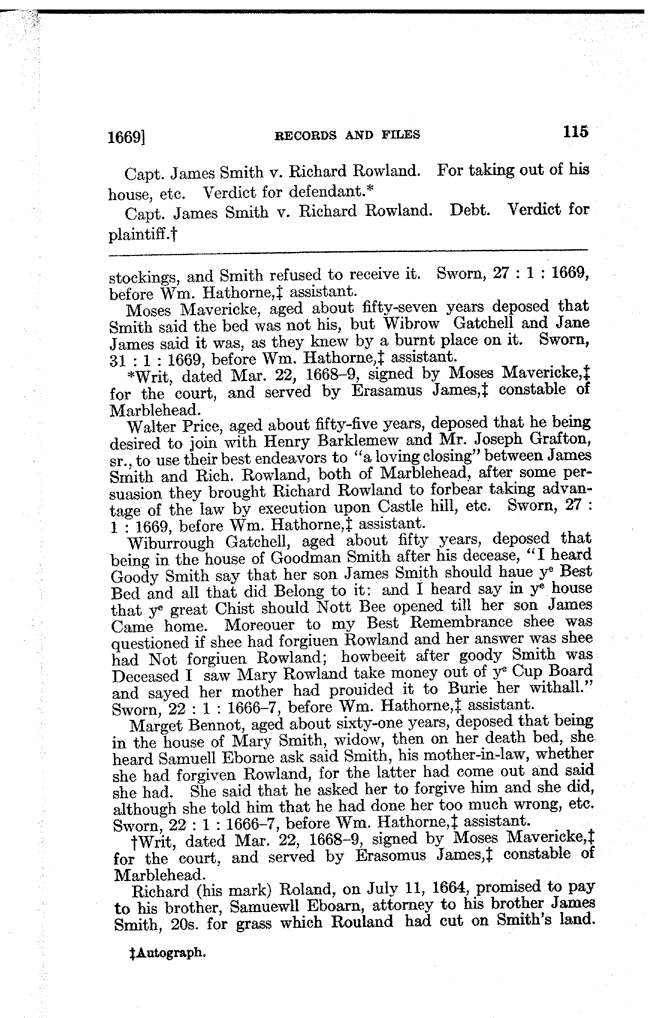 1669] RECORDS AND FILES 115
Capt. James Smith v. Richard Rowland. For taking out of his
house, etc. Verdict for defendant.*
Capt. James Smith v. Richard Rowland. Debt. Verdict for
plaintiff.†
stockings, and Smith refused to receive it. Sworn, 27 : 1 : 1669,
before Wm. Hathorne,‡ assistant.
Moses Mavericke, aged about fifty-seven years deposed that
Smith said the bed was not his, but Wibrow Gatchell and Jane
James said it was, as they knew by a burnt place on it. Sworn,
31 : 1 : 1669, before Wm. Hathorne,‡ assistant.
*Writ, dated Mar. 22, 1668-9, signed by Moses Mavericke,‡
for the court, and served by Erasamus James,‡ constable of
Marblehead.
Walter Price, aged about fifty-five years, deposed that he being
desired to join with Henry Barklemew and Mr. Joseph Grafton,
sr., to use their best endeavors to "a loving closing" between James
Smith and Rich. Rowland, both of Marblehead, after some per-
suasion they brought Richard Rowland to forbear taking advan-
tage of the law by execution upon Castle hill, etc. Sworn, 27 :
1 : 1669, before Wm. Hathorne,‡ assistant.
Wiburrough Gatchell, aged about fifty years, deposed that
being in the house of Goodman Smith after his decease, "I heard
Goody Smith say that her son James Smith should haue yᵉ Best
Bed and all that did Belong to it: and I heard say in yᵉ house
that yᵉ great Chist should Nott Bee opened till her son James
Came home. Moreouer to my Best Remembrance shee was
questioned if shee had forgiuen Rowland and her answer was shee
had Not forgiuen Rowland; howbeeit after goody Smith was
Deceased I saw Mary Rowland take money out of yᵉ Cup Board
and sayed her mother had prouided it to Burie her withall."
Sworn, 22 : 1 : 1666-7, before Wm. Hathorne,‡ assistant.
Marget Bennot, aged about sixty-one years, deposed that being
in the house of Mary Smith, widow, then on her death bed, she
heard Samuell Eborne ask said Smith, his mother-in-law, whether
she had forgiven Rowland, for the latter had come out and said
she had. She said that he asked her to forgive him and she did,
although she told him that he had done her too much wrong, etc.
Sworn, 22 : 1 : 1666-7, before Wm. Hathorne,‡ assistant.
†Writ, dated Mar. 22, 1668-9, signed by Moses Mavericke,‡
for the court, and served by Erasomus James,‡ constable of
Marblehead.
Richard (his mark) Roland, on July 11, 1664, promised to pay
to his brother, Samuewll Eboarn, attorney to his brother James
Smith, 20s. for grass which Rouland had cut on Smith's land.
‡Autograph.